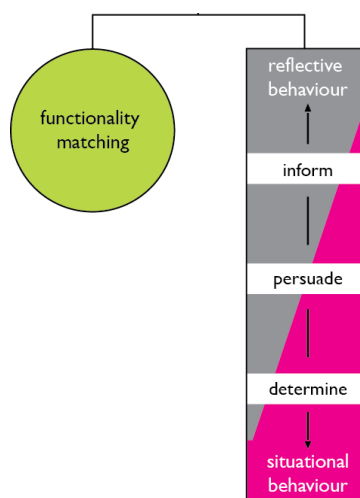 functionality
matching
reflective
behaviour
inform
persuade
determine
situational
behaviour